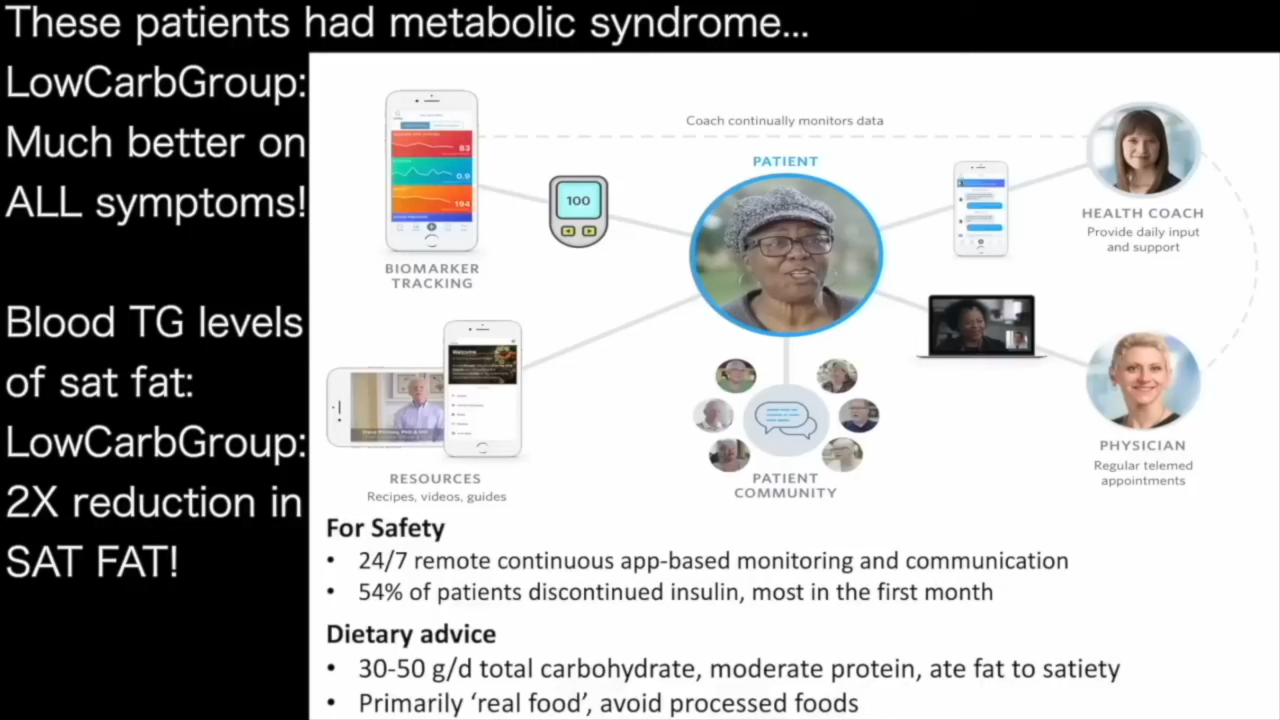 These patients had metabolic syndrome...
LowCarbGroup:
Much better on
ALL symptoms!
Blood TG levels
of sat fat:
LowCarbGroup:
2X reduction in
SAT FAT!
Coach continually monitors data
PATIENT
83
0.9
194
100
BIOMARKER
TRACKING
HEALTH COACH
Provide daily input
and support
Welcome
RESOURCES
Recipes, videos, guides
PATIENT
COMMUNITY
PHYSICIAN
Regular telemed
appointments
For Safety
• 24/7 remote continuous app-based monitoring and communication
• 54% of patients discontinued insulin, most in the first month
Dietary advice
• 30-50 g/d total carbohydrate, moderate protein, ate fat to satiety
• Primarily ‘real food’, avoid processed foods